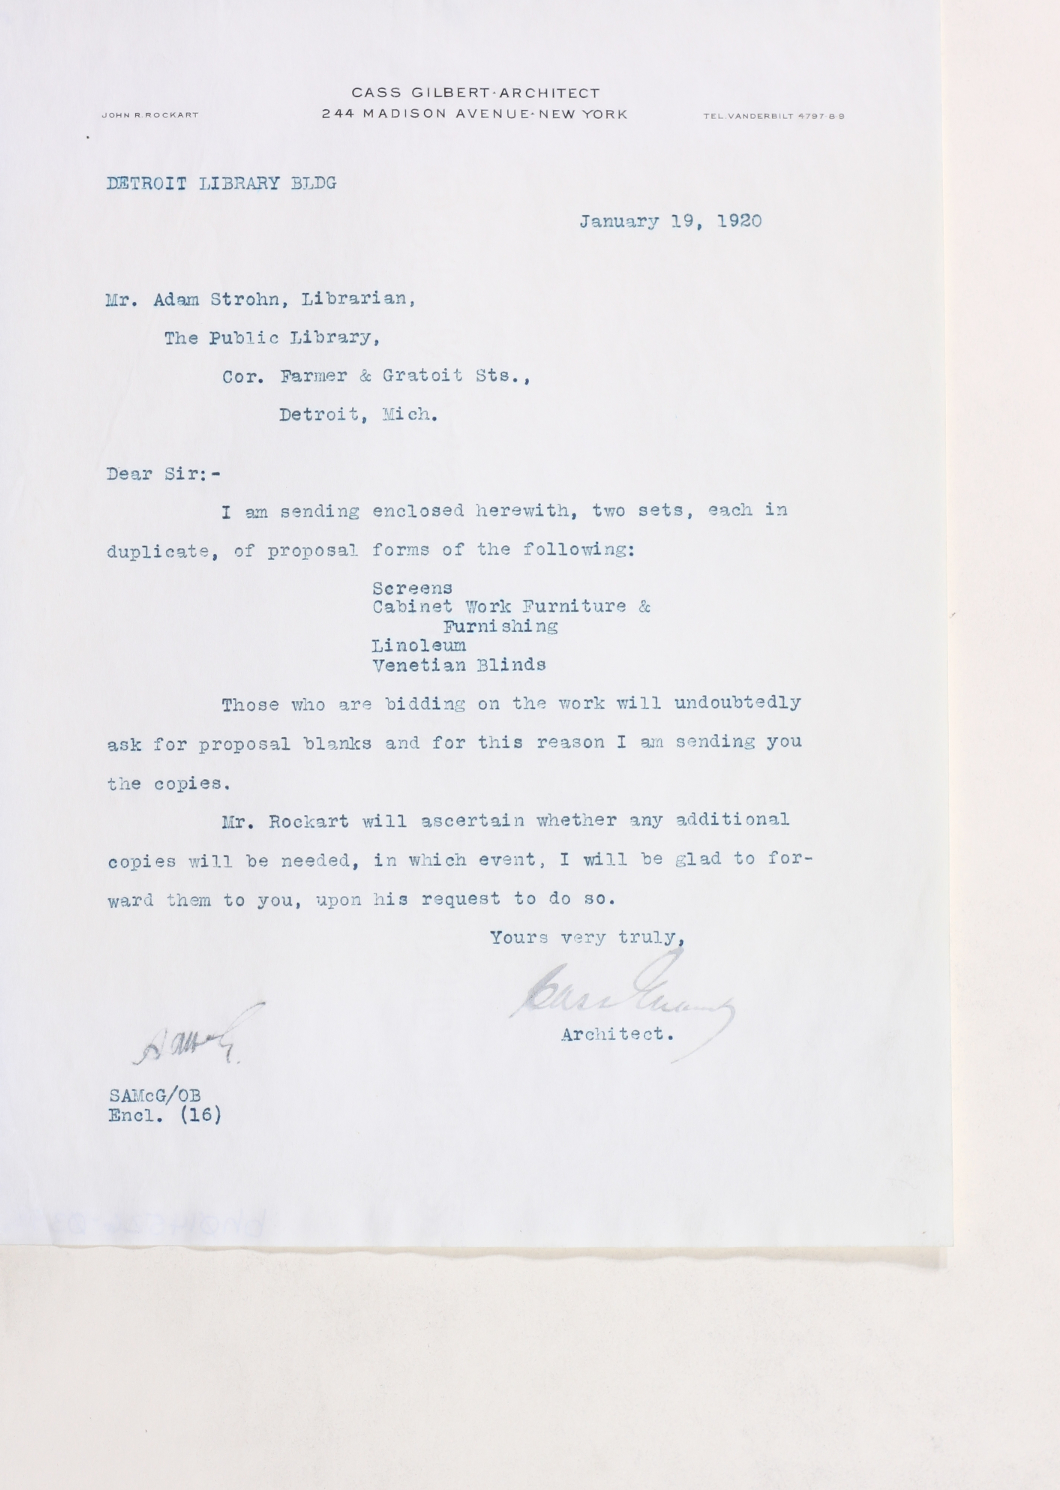 CASS GILBERT·ARCHITECT
244 MADISON AVENUE·NEW YORK
JOHN R. ROCKART
TEL. VANDERBILT 4797-8-9
DETROIT LIBRARY BLDG
January 19, 1920
Mr. Adam Strohn, Librarian,
The Public Library,
Cor. Farmer & Gratoit Sts.,
Detroit, Mich.
Dear Sir:-
I am sending enclosed herewith, two sets, each in
duplicate, of proposal forms of the following:
Screens
Cabinet Work Furniture &
Furnishing
Linoleum
Venetian Blinds
Those who are bidding on the work will undoubtedly
ask for proposal blanks and for this reason I am sending you
the copies.
Mr. Rockart will ascertain whether any additional
copies will be needed, in which event, I will be glad to for-
ward them to you, upon his request to do so.
Yours very truly,
Cass Gilbert
Architect.
SAMcG/OB
Encl. (16)